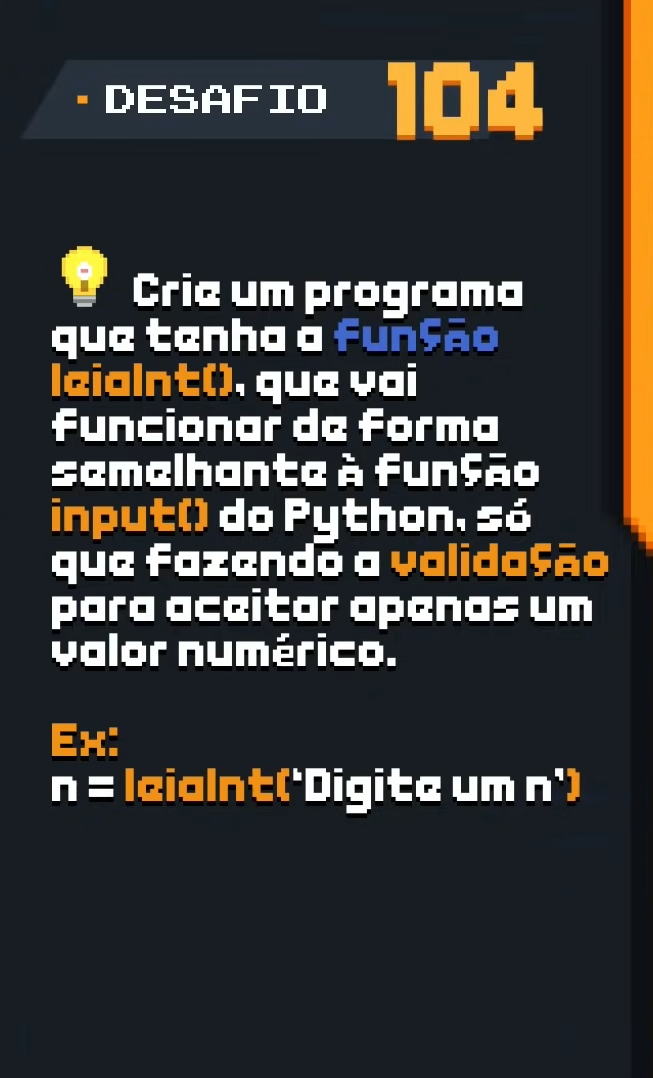 DESAFIO 104
Crie um programa
que tenha a função
leiaInt(), que vai
funcionar de forma
semelhante à função
input() do Python, só
que fazendo a validação
para aceitar apenas um
valor numérico.
Ex:
n = leiaInt(‘Digite um n’)